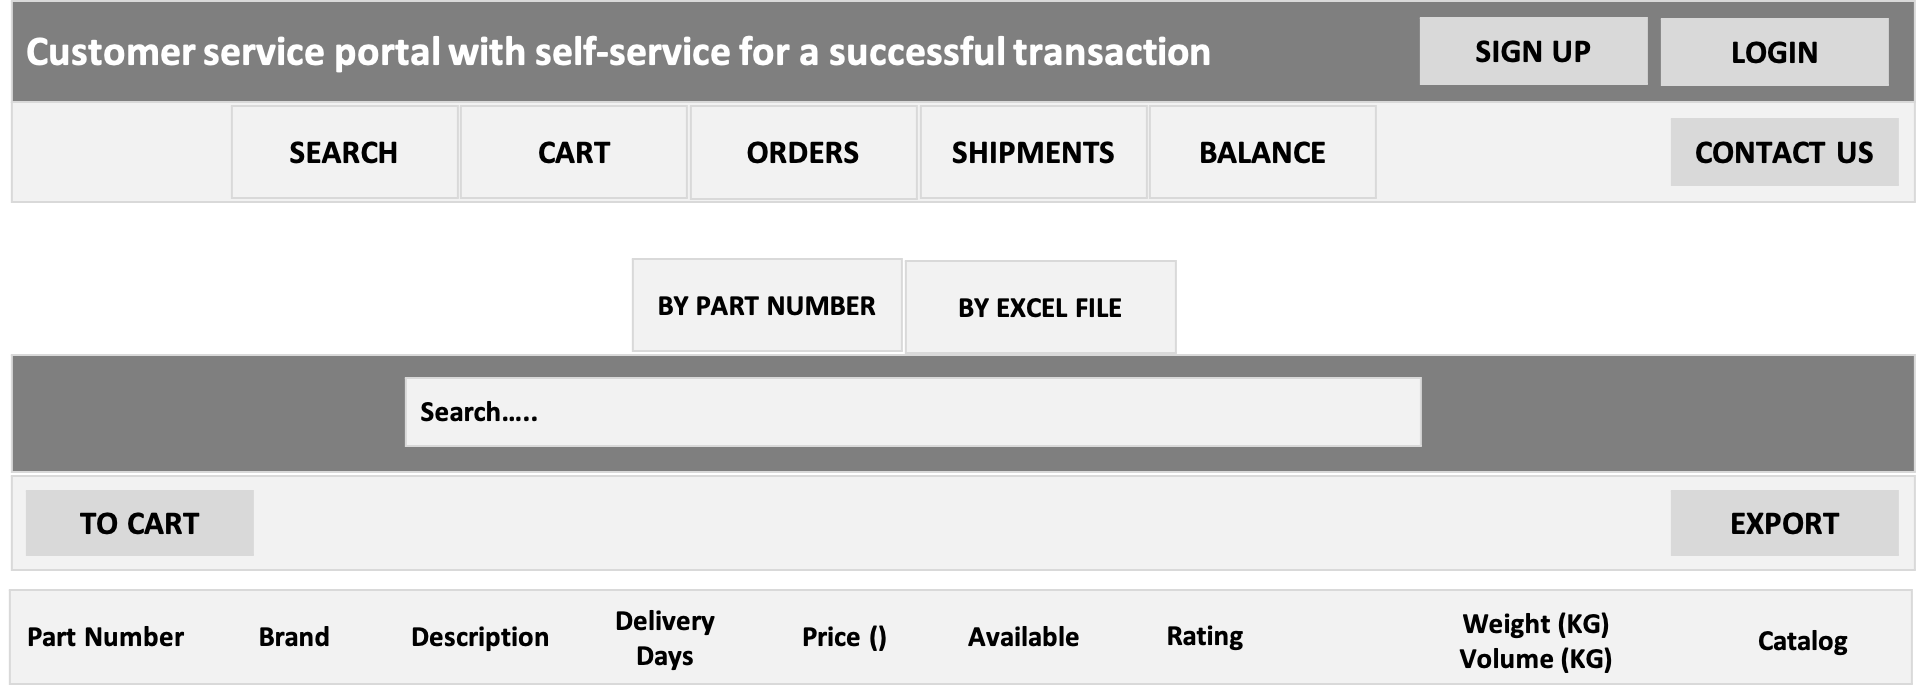 Customer service portal with self-service for a successful transaction
SIGN UP
LOGIN
SEARCH
CART
ORDERS
SHIPMENTS
BALANCE
CONTACT US
BY PART NUMBER
BY EXCEL FILE
Search.....
TO CART
EXPORT
Part Number
Brand
Description
Delivery
Days
Price ()
Available
Rating
Weight (KG)
Volume (KG)
Catalog